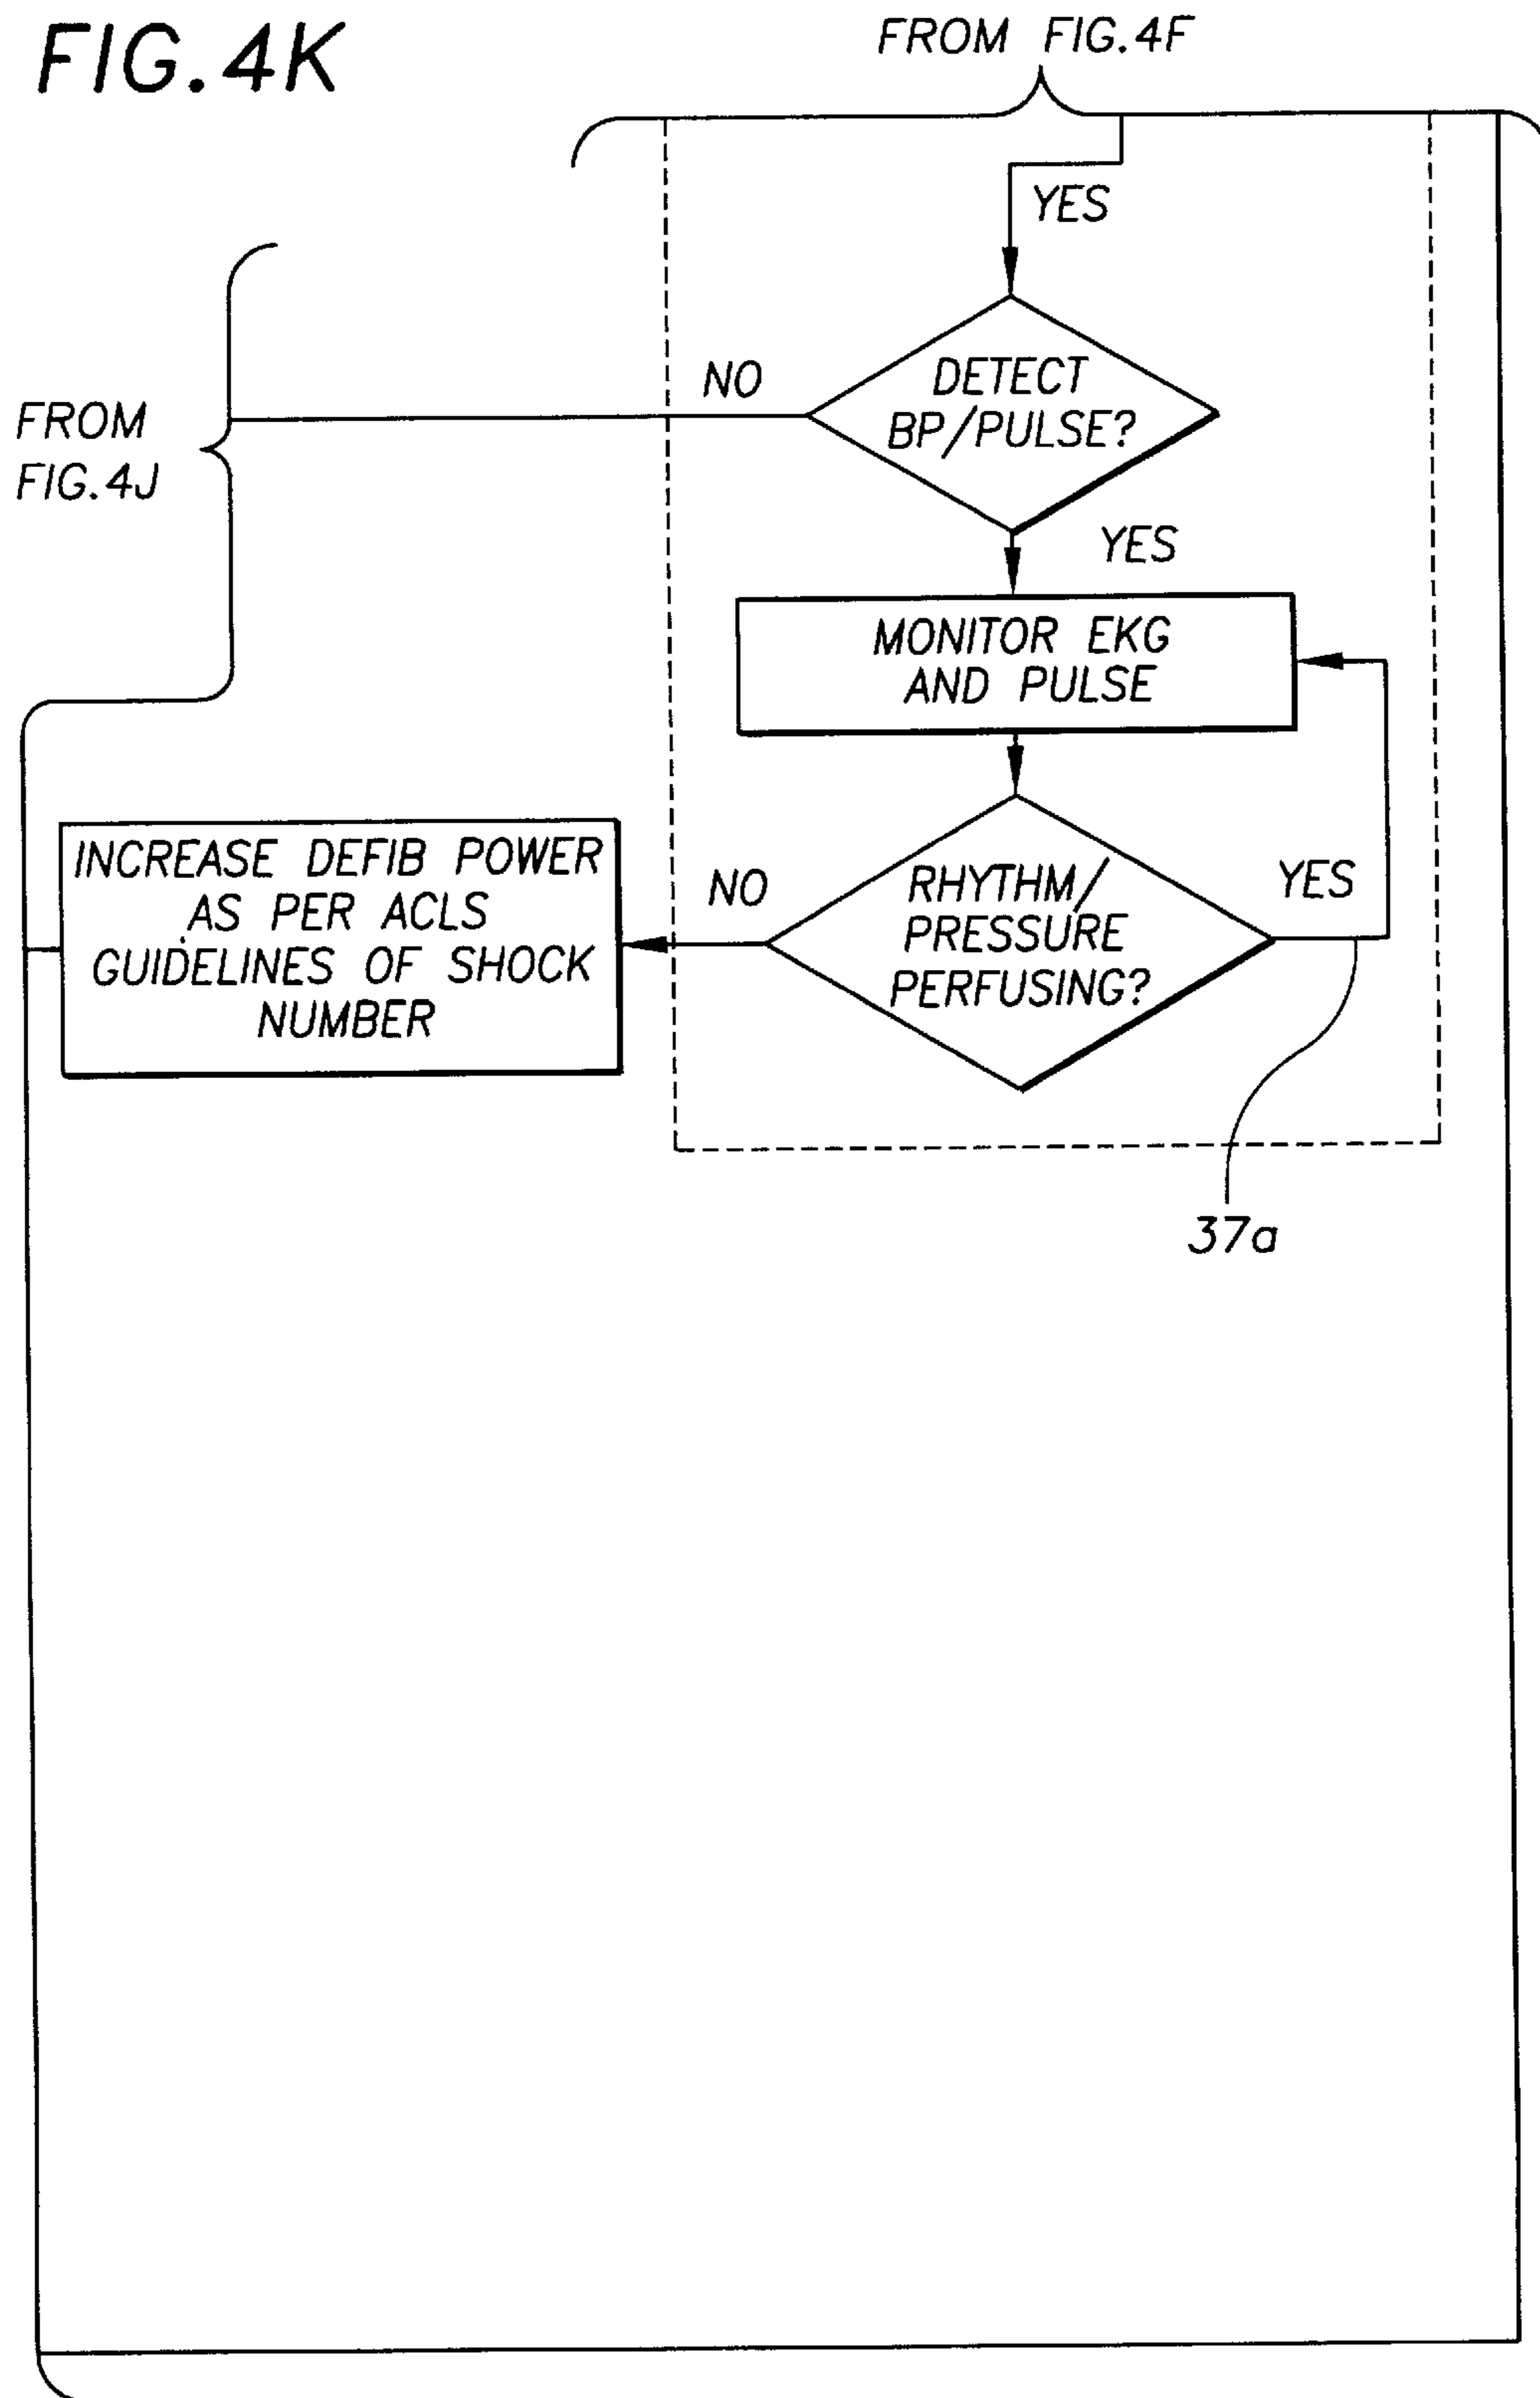 FIG.4K
FROM FIG.4F
YES
NO
DETECT
BP/PULSE?
FROM
FIG.4J
YES
MONITOR EKG
AND PULSE
INCREASE DEFIB POWER
AS PER ACLS
GUIDELINES OF SHOCK
NUMBER
NO
RHYTHM/
PRESSURE
PERFUSING?
YES
37a